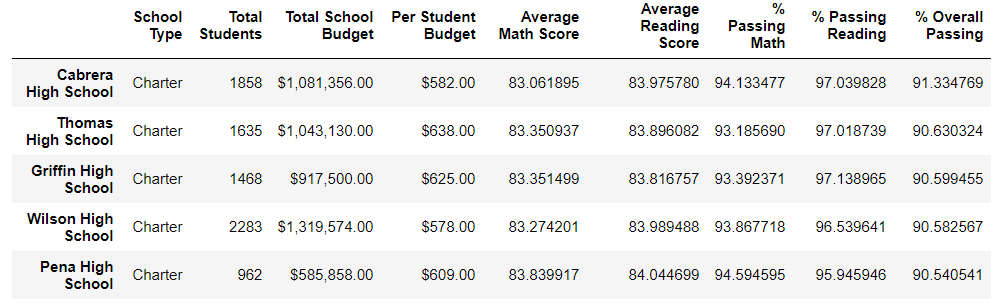 School Type Total Students Total School Budget Per Student Budget Average Math Score Average Reading Score % Passing Math % Passing Reading % Overall Passing
Cabrera High School Charter 1858 $1,081,356.00 $582.00 83.061895 83.975780 94.133477 97.039828 91.334769
Thomas High School Charter 1635 $1,043,130.00 $638.00 83.350937 83.896082 93.185690 97.018739 90.630324
Griffin High School Charter 1468 $917,500.00 $625.00 83.351499 83.816757 93.392371 97.138965 90.599455
Wilson High School Charter 2283 $1,319,574.00 $578.00 83.274201 83.989488 93.867718 96.539641 90.582567
Pena High School Charter 962 $585,858.00 $609.00 83.839917 84.044699 94.594595 95.945946 90.540541